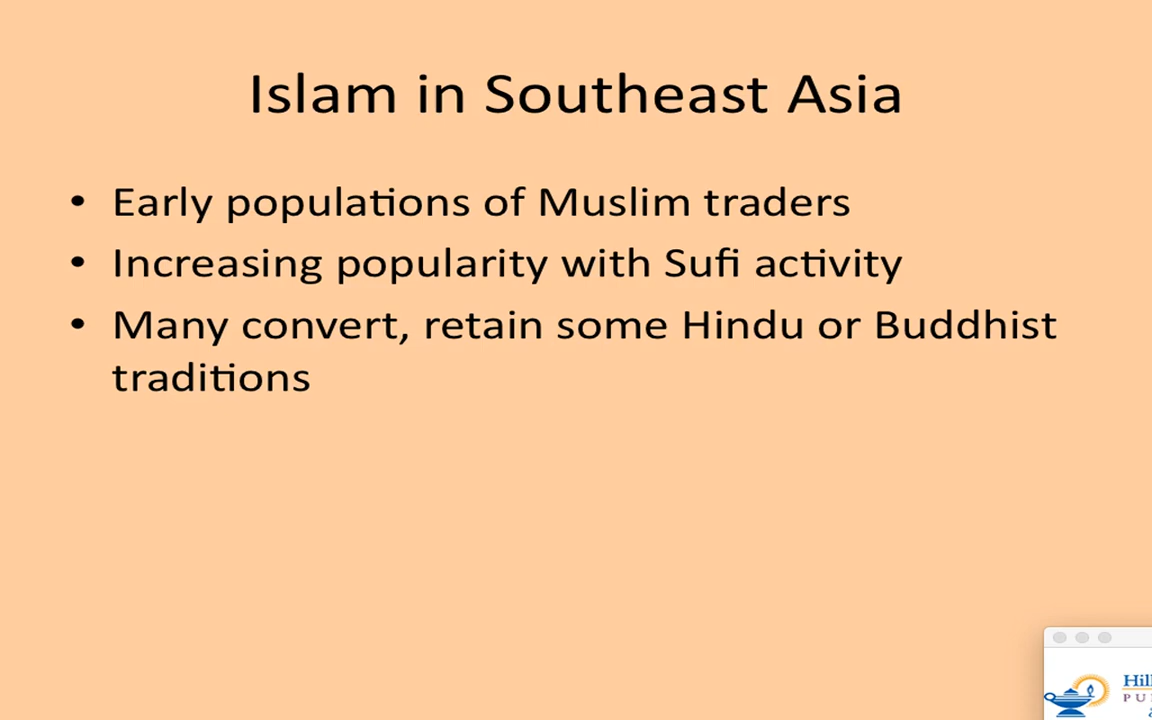 Islam in Southeast Asia
• Early populations of Muslim traders
• Increasing popularity with Sufi activity
• Many convert, retain some Hindu or Buddhist
traditions